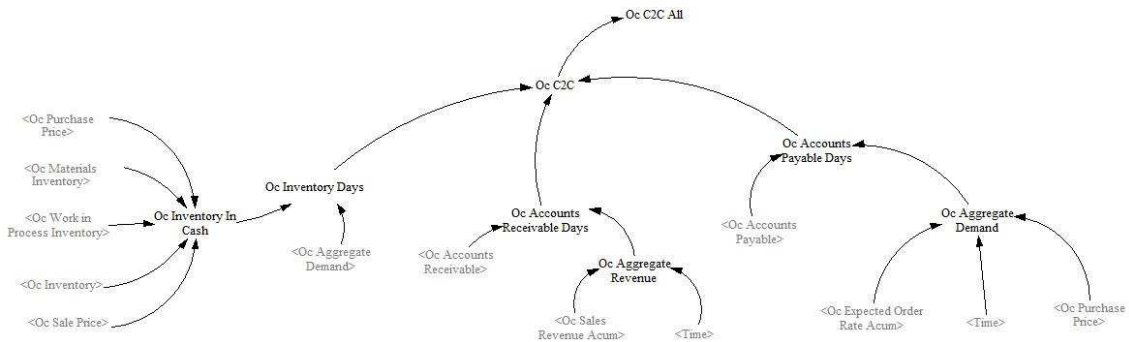 Oc C2C All
Oc C2C
<Oc Purchase
Price>
<Oc Materials
Inventory>
<Oc Work in
Process Inventory>
<Oc Inventory>
<Oc Sale Price>
Oc Inventory In
Cash
Oc Inventory Days
<Oc Aggregate
Demand>
Oc Accounts
Receivable Days
<Oc Accounts
Receivable>
Oc Aggregate
Revenue
<Oc Sales
Revenue Acum>
<Time>
Oc Accounts
Payable Days
<Oc Accounts
Payable>
Oc Aggregate
Demand
<Oc Expected Order
Rate Acum>
<Time>
<Oc Purchase
Price>